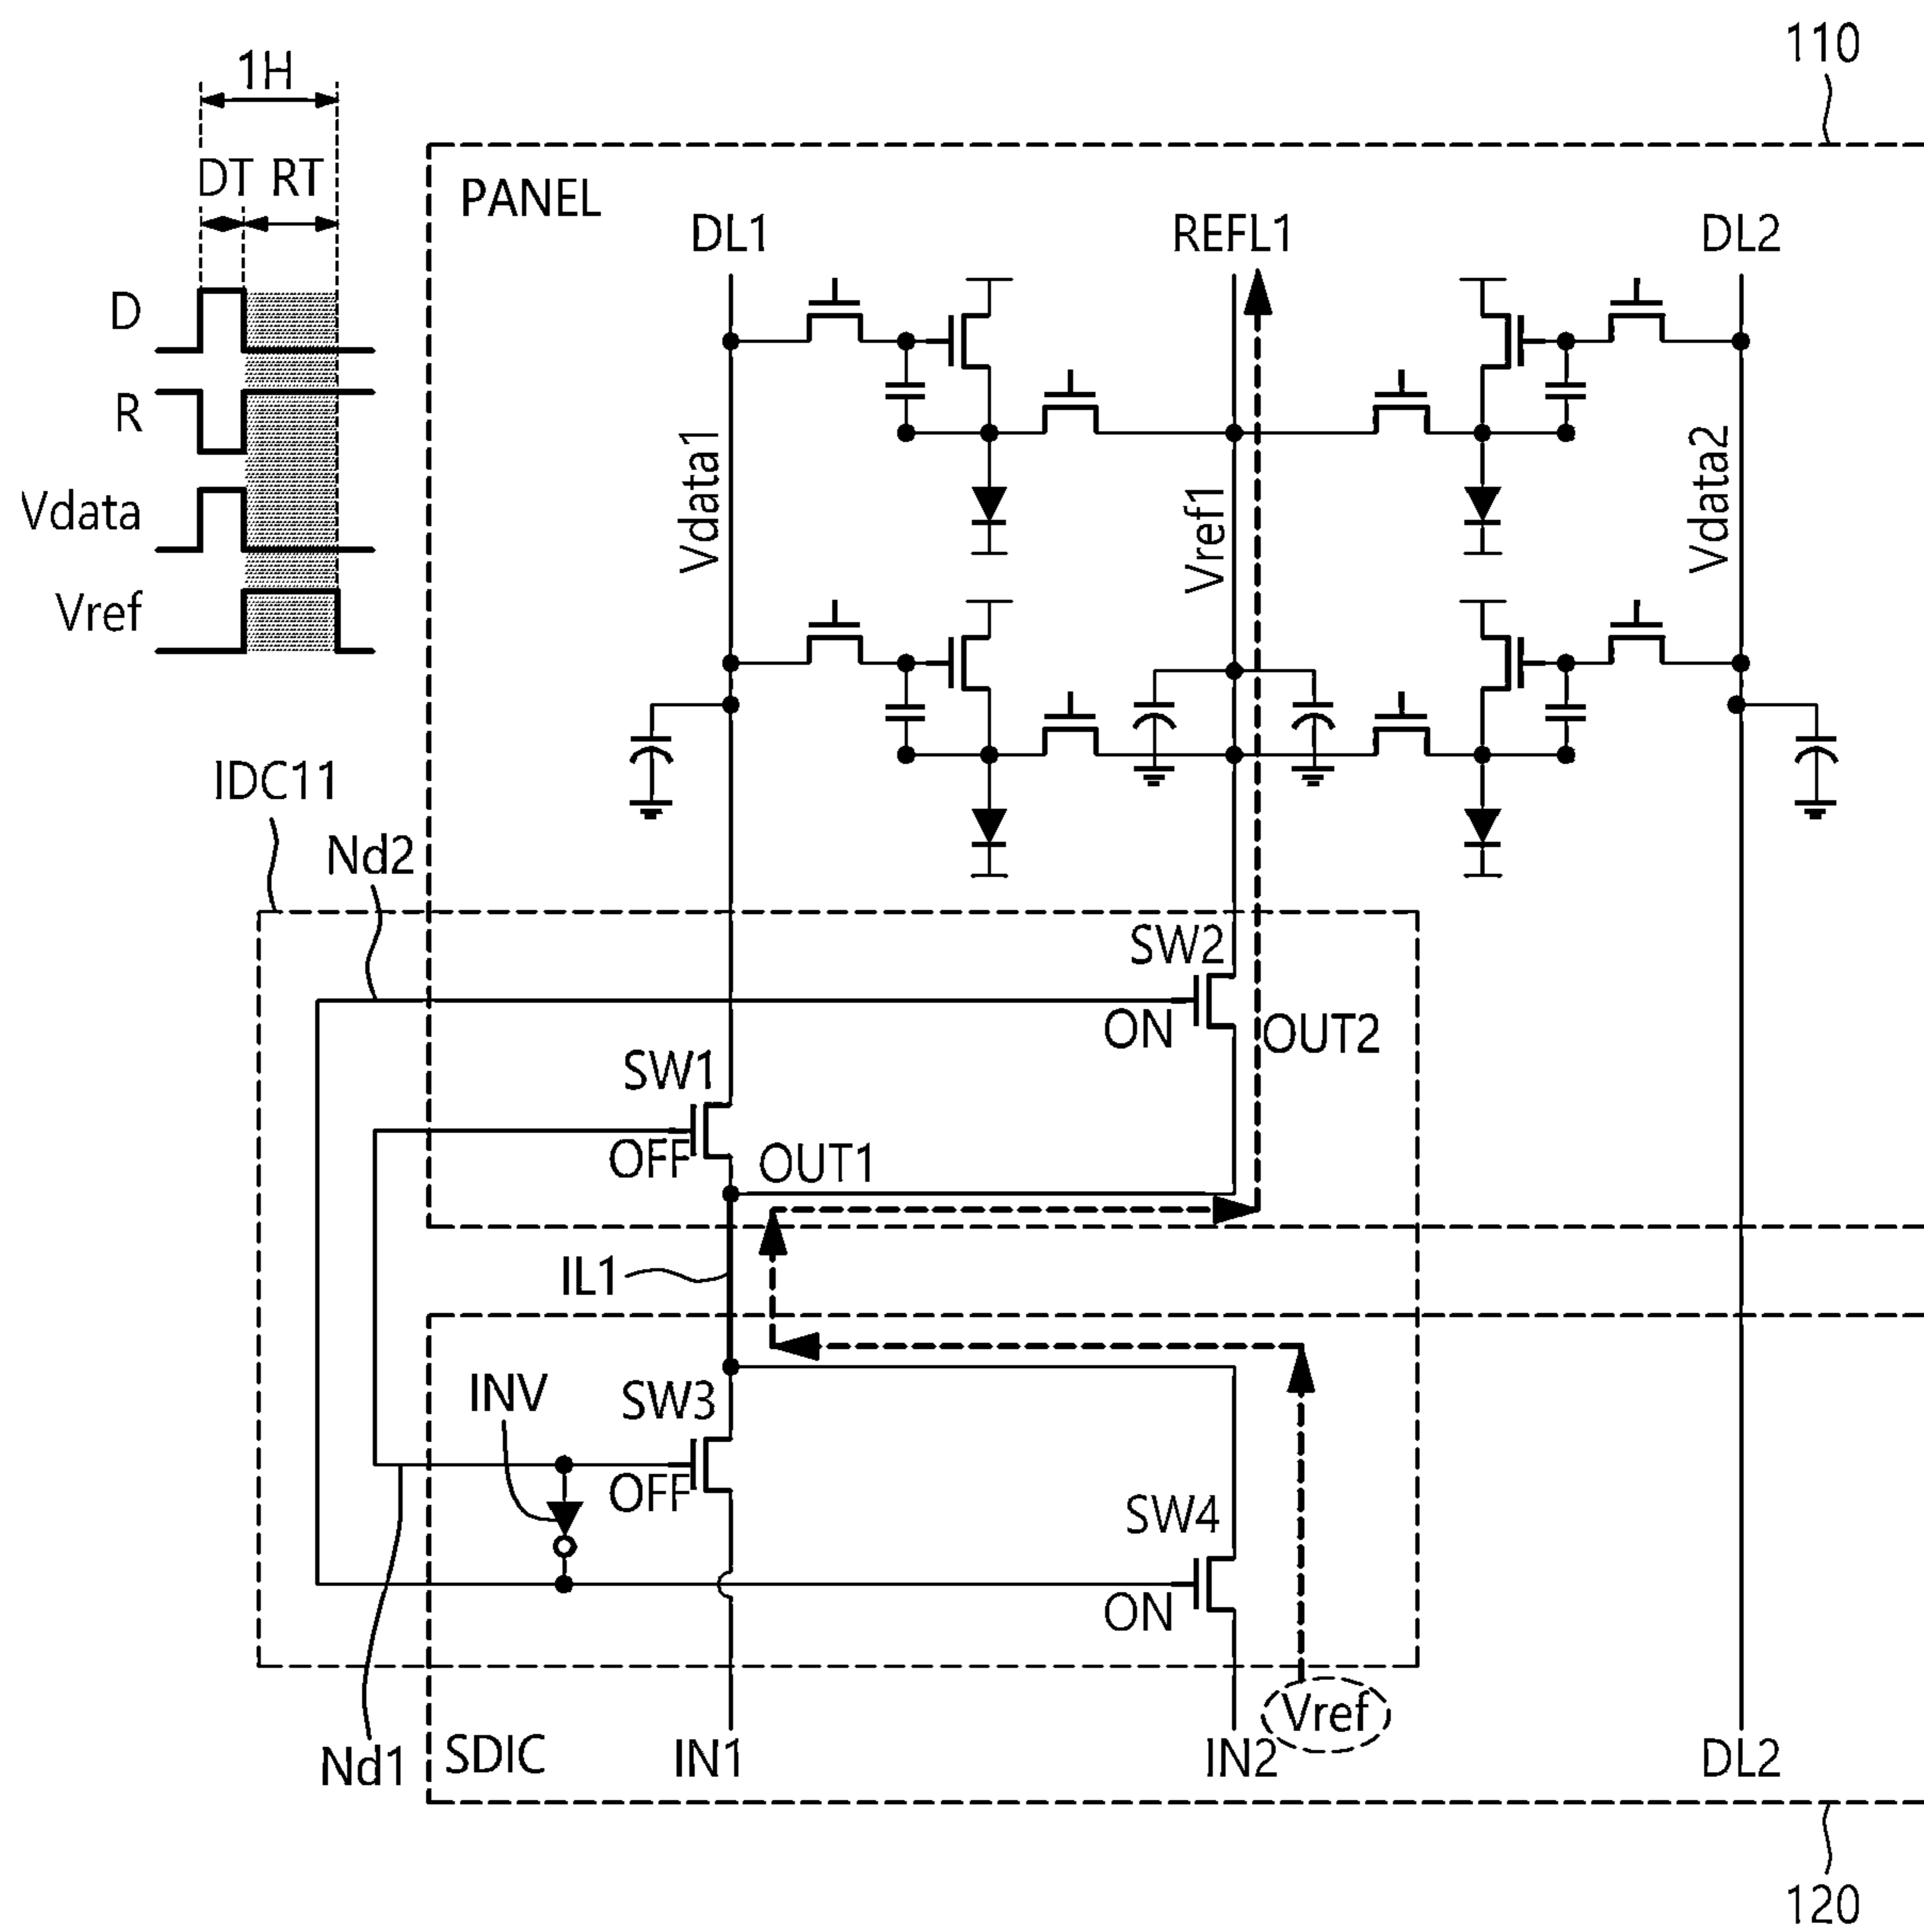 110
1H
DT RT
PANEL
DL1 REFL1 DL2
D
R
Vdata
Vref
Vdata1
Vref1
Vdata2
IDC11
Nd2
SW2
ON
OUT2
SW1
OFF
OUT1
IL1
INV
SW3
OFF
SW4
ON
Nd1
SDIC
IN1
IN2
Vref
DL2
120